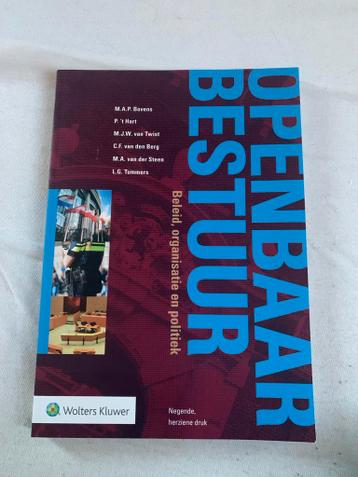 M.A.P. Bovens
P. 't Hart
M.J.W. van Twist
C.F. van den Berg
M.A. van der Steen
L.G. Tummers
OPENBAAR
BESTUUR
Beleid, organisatie en politiek
Wolters Kluwer
Negende,
herziene druk